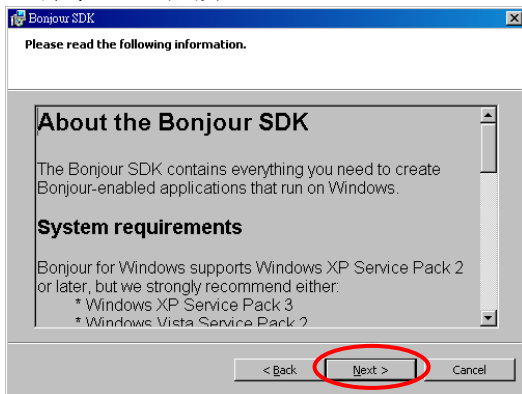 Bonjour SDK
Please read the following information.
About the Bonjour SDK
The Bonjour SDK contains everything you need to create
Bonjour-enabled applications that run on Windows.
System requirements
Bonjour for Windows supports Windows XP Service Pack 2
or later, but we strongly recommend either:
* Windows XP Service Pack 3
* Windows Vista Service Pack 2
< Back
Next >
Cancel